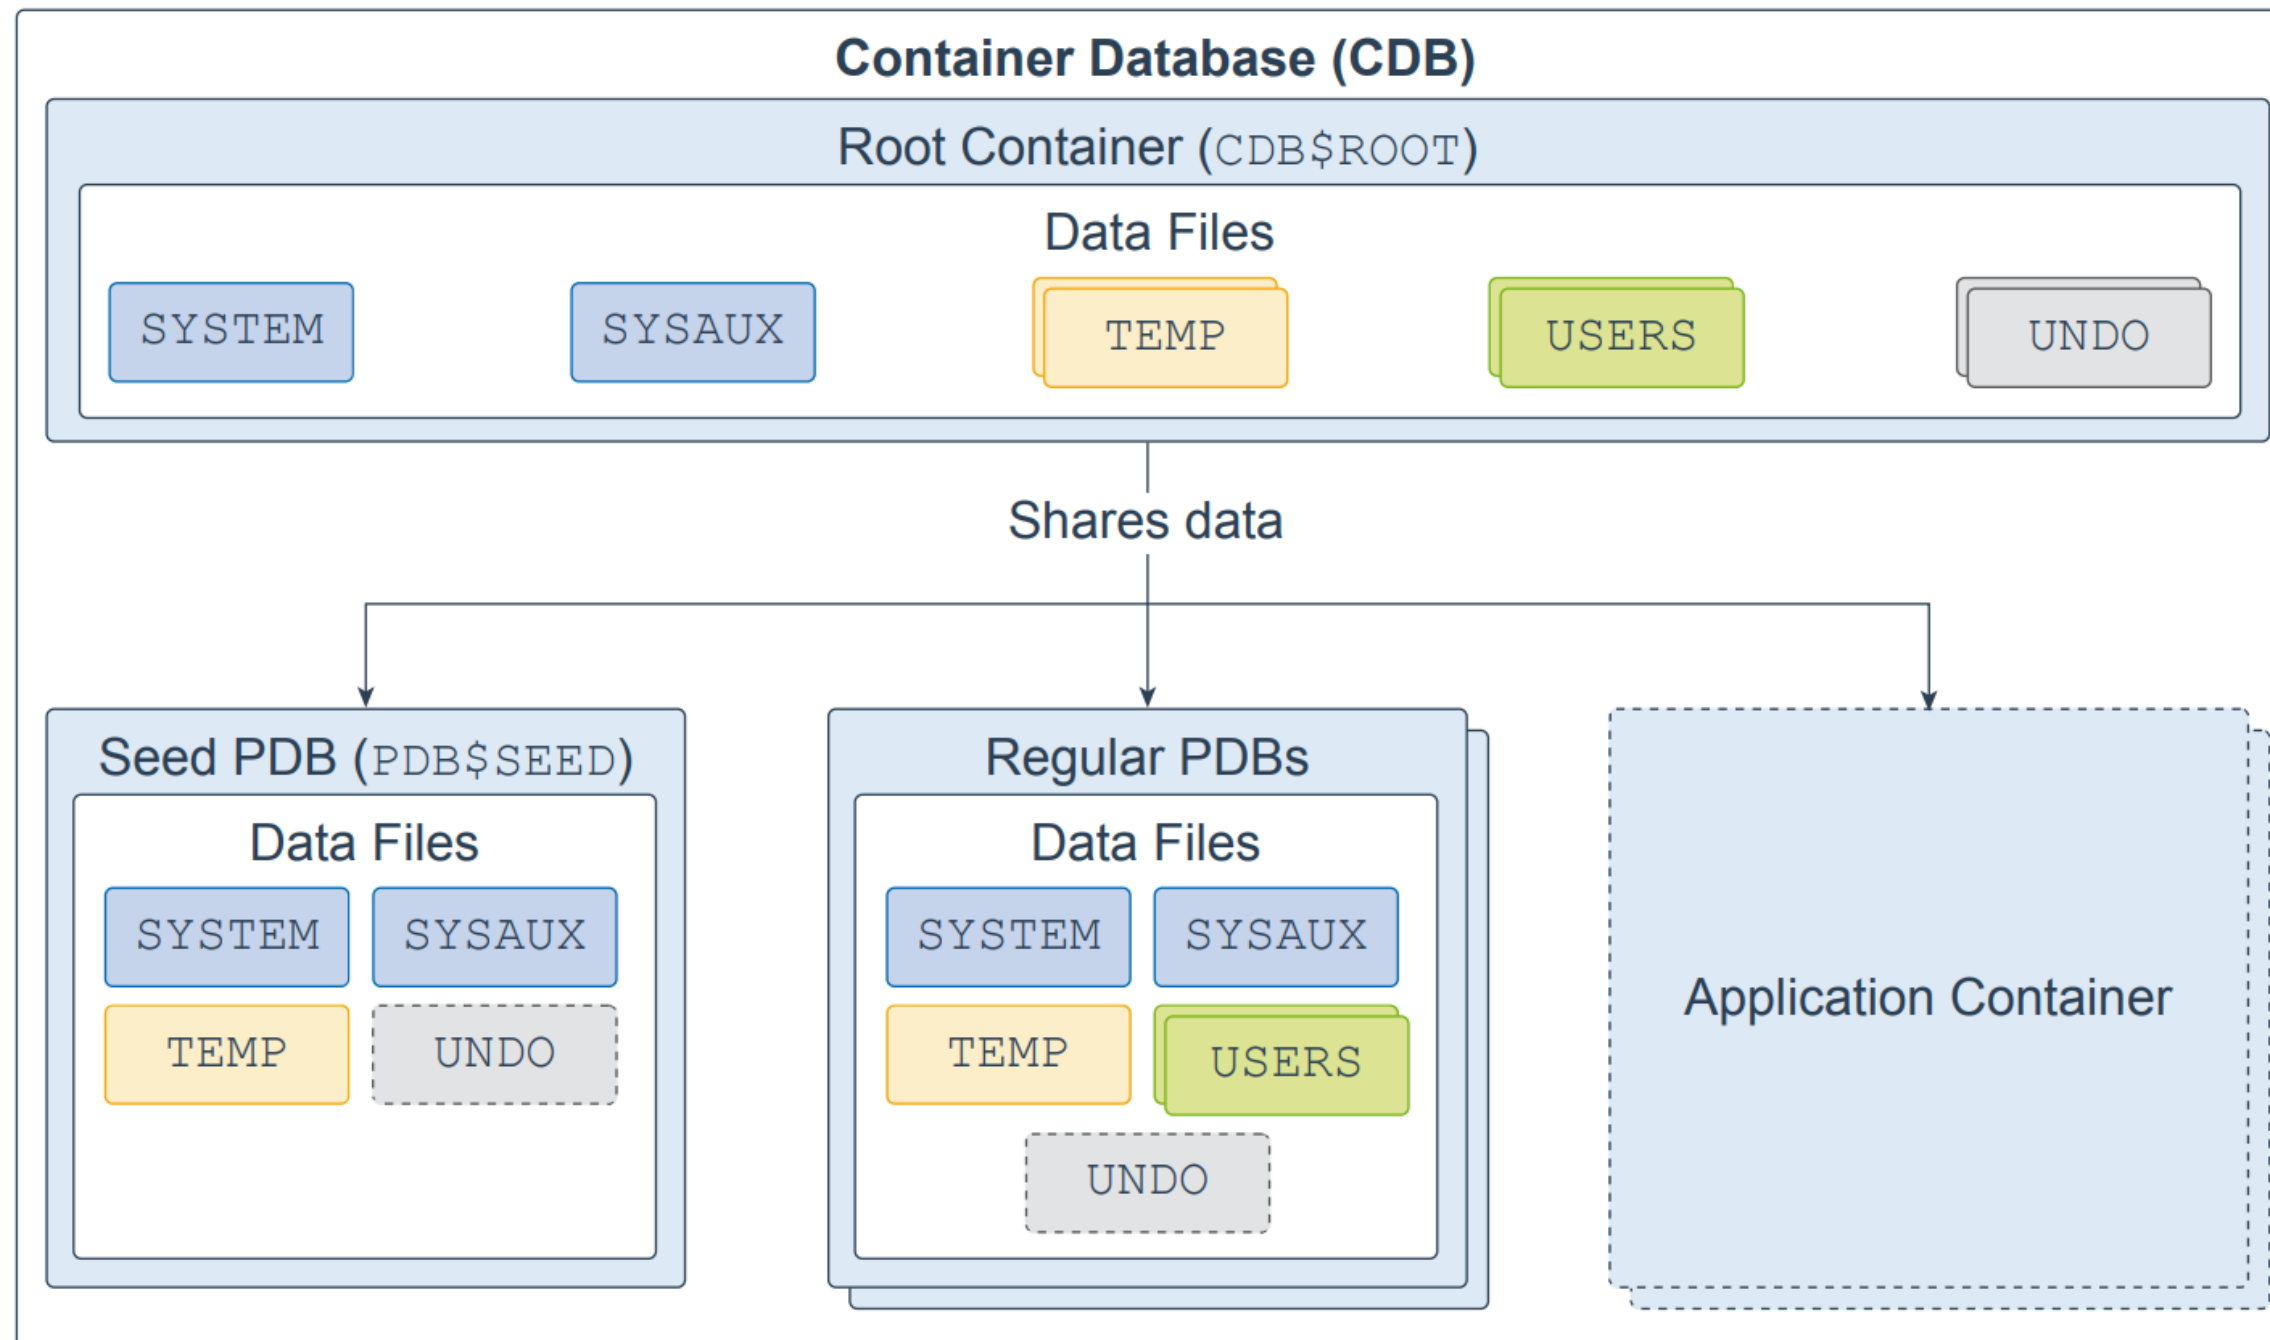 Container Database (CDB)
Root Container (CDB$ROOT)
Data Files
SYSTEM
SYSAUX
TEMP
USERS
UNDO
Shares data
Seed PDB (PDB$SEED)
Data Files
SYSTEM
SYSAUX
TEMP
UNDO
Regular PDBs
Data Files
SYSTEM
SYSAUX
TEMP
USERS
UNDO
Application Container